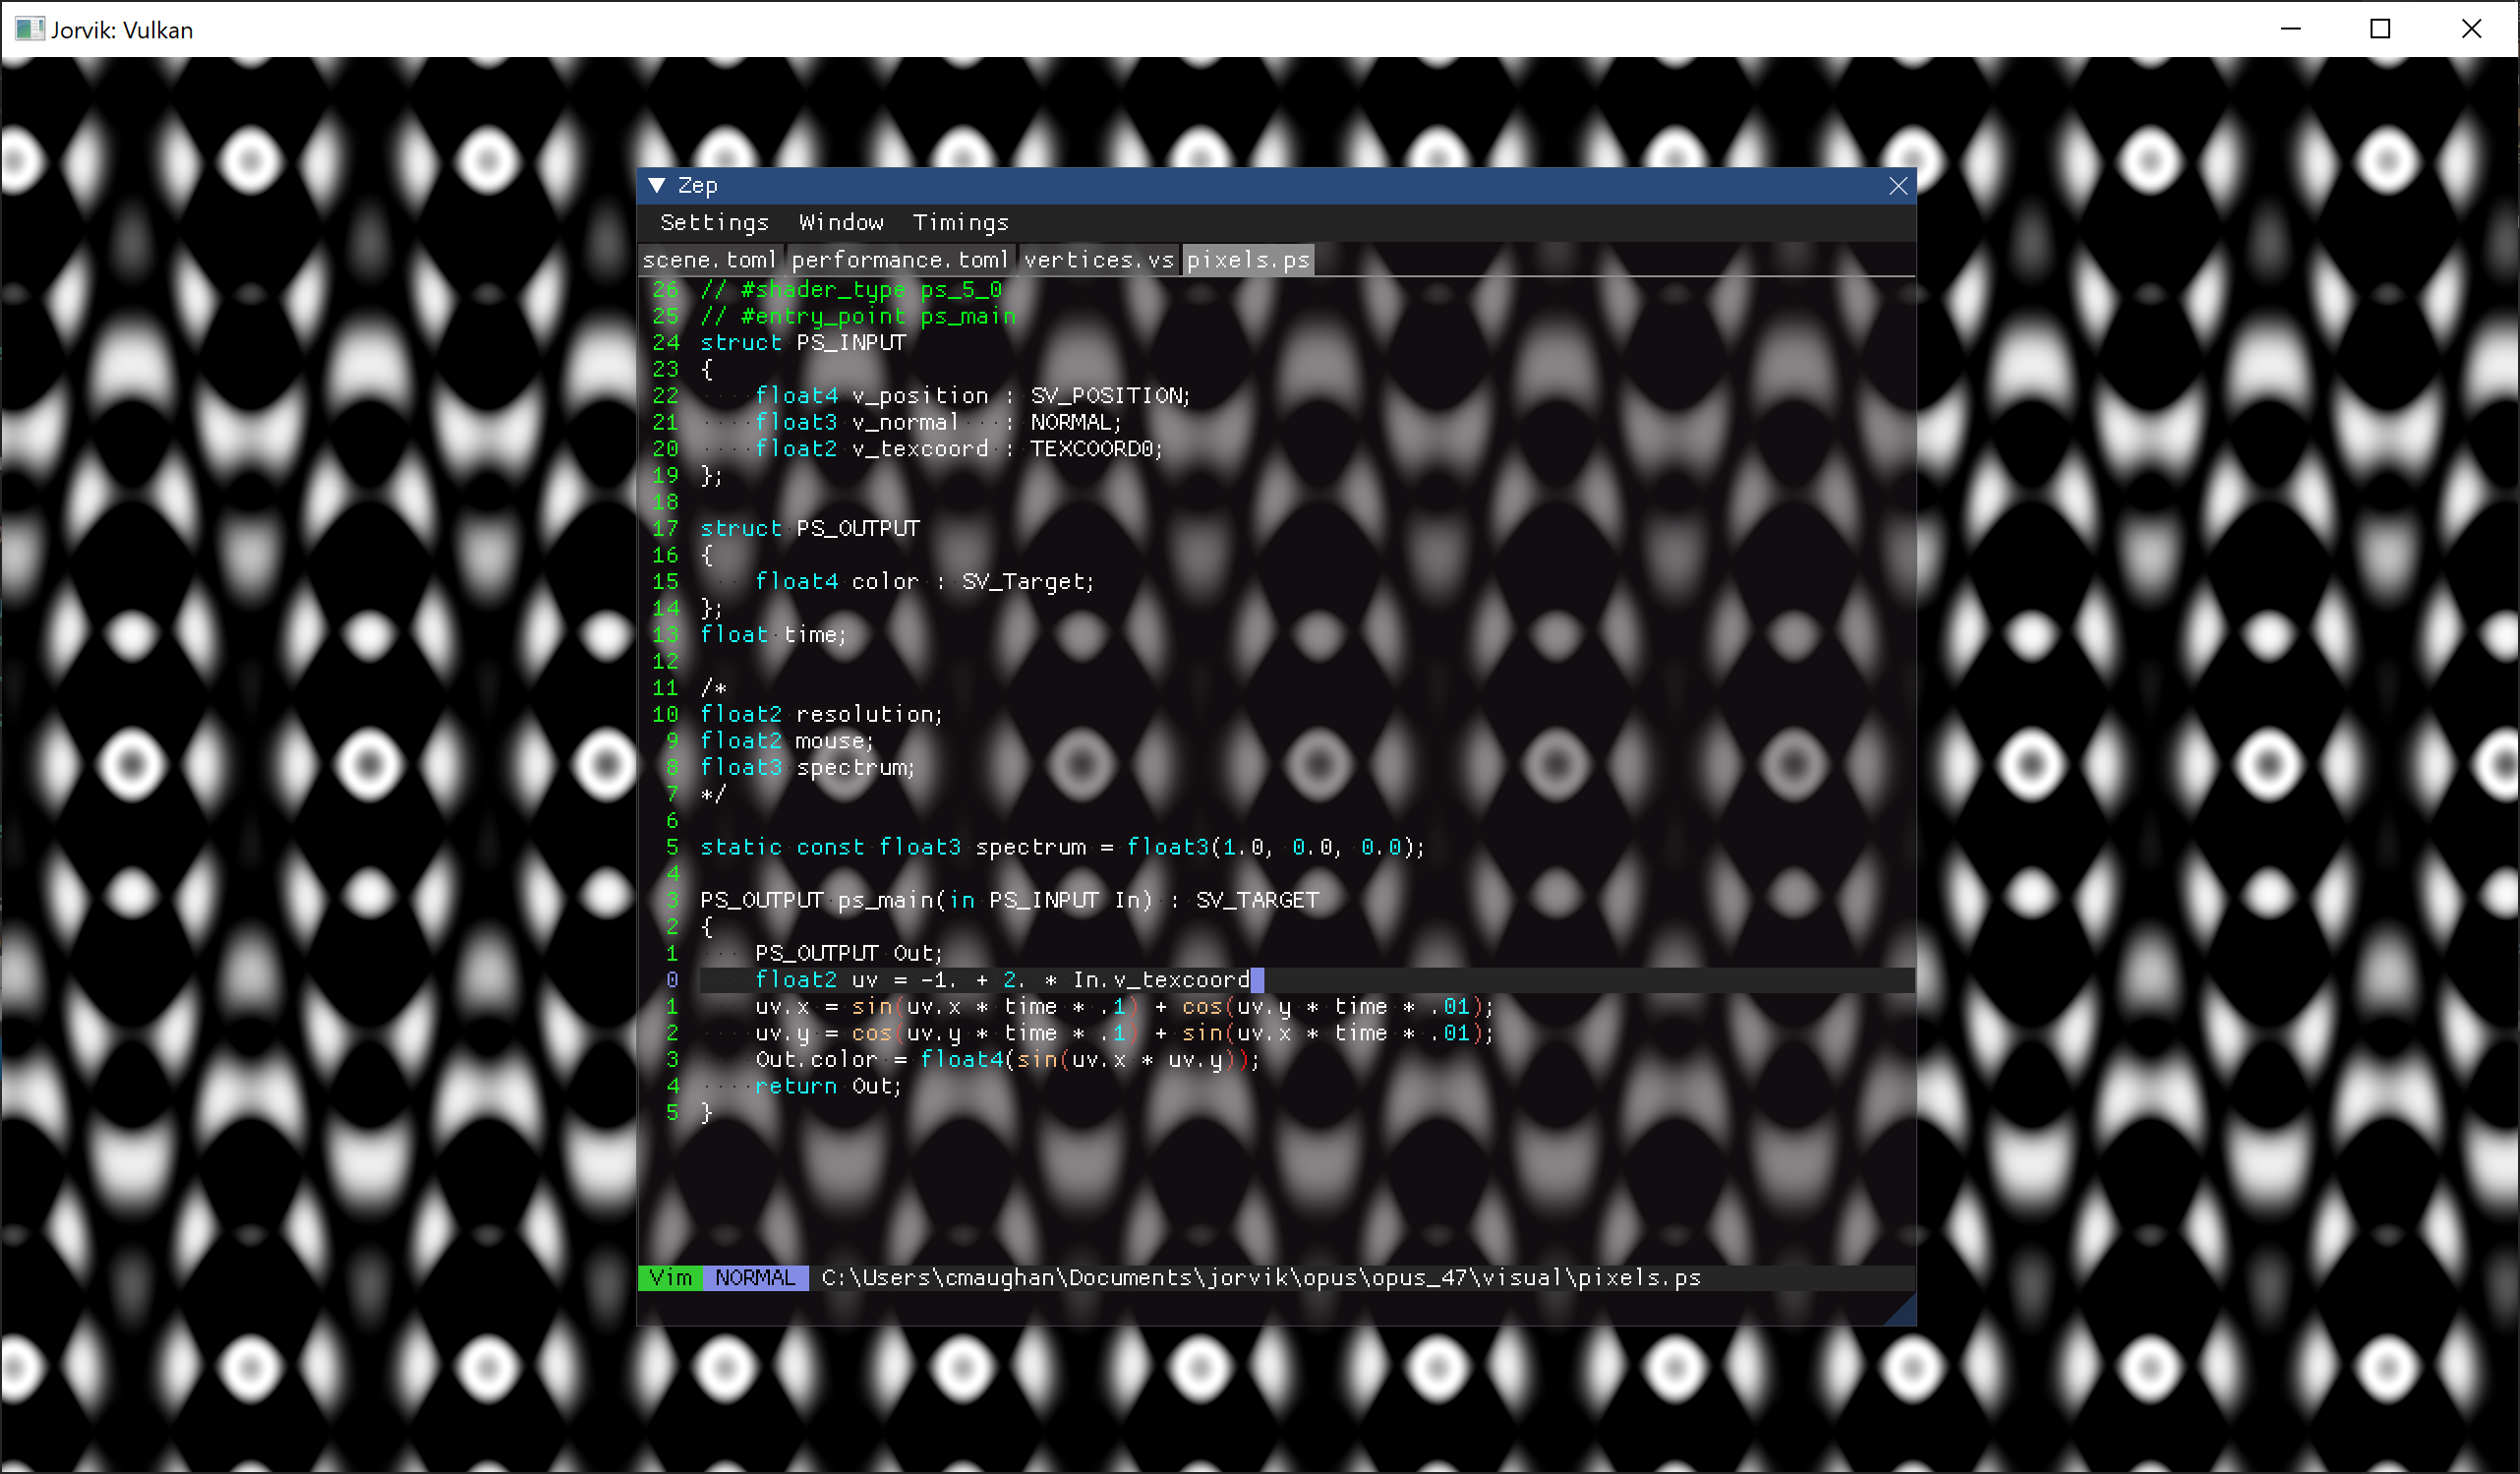 Jorvik: Vulkan
Zep
Settings Window Timings
scene.toml performance.toml vertices.vs pixels.ps
26 // #shader_type ps_5_0
25 // #entry_point ps_main
24 struct PS_INPUT
23 {
22     float4 v_position : SV_POSITION;
21     float3 v_normal   : NORMAL;
20     float2 v_texcoord : TEXCOORD0;
19 };
18
17 struct PS_OUTPUT
16 {
15     float4 color : SV_Target;
14 };
13 float time;
12
11 /*
10 float2 resolution;
9 float2 mouse;
8 float3 spectrum;
7 */
6
5 static const float3 spectrum = float3(1.0, 0.0, 0.0);
4
3 PS_OUTPUT ps_main(in PS_INPUT In) : SV_TARGET
2 {
1     PS_OUTPUT Out;
0     float2 uv = -1. + 2. * In.v_texcoord
1     uv.x = sin(uv.x * time * .1) + cos(uv.y * time * .01);
2     uv.y = cos(uv.y * time * .1) + sin(uv.x * time * .01);
3     Out.color = float4(sin(uv.x * uv.y));
4     return Out;
5 }
Vim NORMAL C:\Users\cmaughan\Documents\jorvik\opus\opus_47\visual\pixels.ps